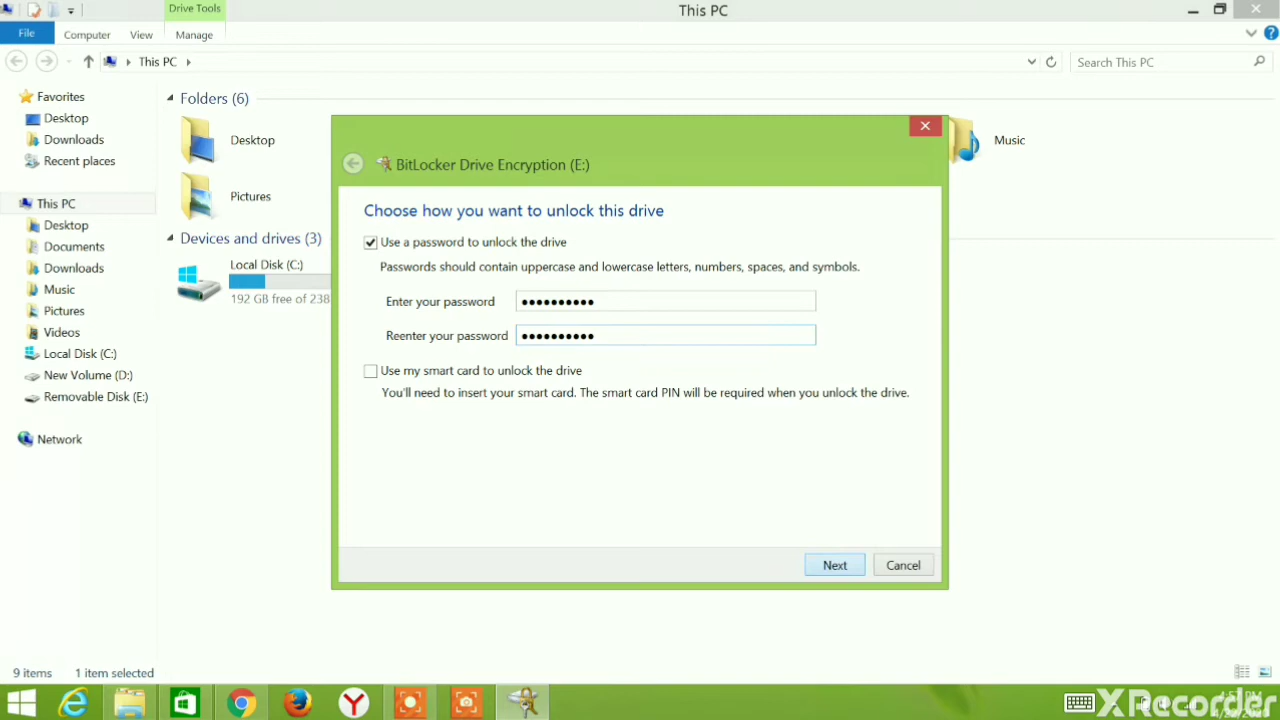 Drive Tools
This PC
File
Computer
View
Manage
This PC
Search This PC
Favorites
Desktop
Downloads
Recent places
This PC
Desktop
Documents
Downloads
Music
Pictures
Videos
Local Disk (C:)
New Volume (D:)
Removable Disk (E:)
Network
Folders (6)
Desktop
Music
Pictures
Devices and drives (3)
Local Disk (C:)
192 GB free of 238
BitLocker Drive Encryption (E:)
Choose how you want to unlock this drive
Use a password to unlock the drive
Passwords should contain uppercase and lowercase letters, numbers, spaces, and symbols.
Enter your password ••••••••••
Reenter your password ••••••••••
Use my smart card to unlock the drive
You'll need to insert your smart card. The smart card PIN will be required when you unlock the drive.
Next
Cancel
9 items
1 item selected
XRecorder